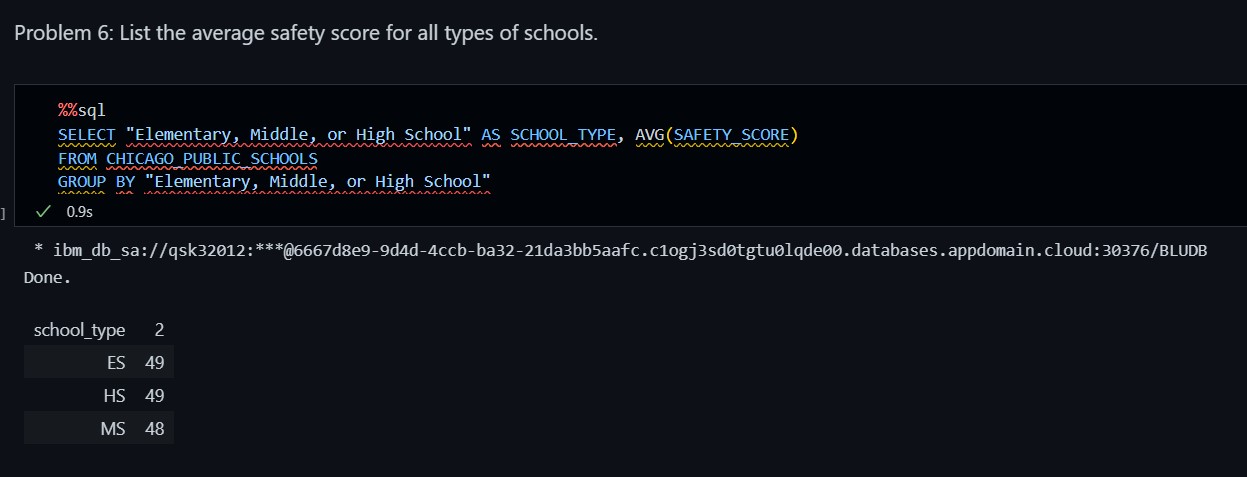 Problem 6: List the average safety score for all types of schools.
%%sql
SELECT "Elementary, Middle, or High School" AS SCHOOL_TYPE, AVG(SAFETY_SCORE)
FROM CHICAGO_PUBLIC_SCHOOLS
GROUP BY "Elementary, Middle, or High School"
] ✓ 0.9s
* ibm_db_sa://qsk32012:***@6667d8e9-9d4d-4ccb-ba32-21da3bb5aafc.c1ogj3sd0tgtu0lqde00.databases.appdomain.cloud:30376/BLUDB
Done.
school_type 2
ES 49
HS 49
MS 48